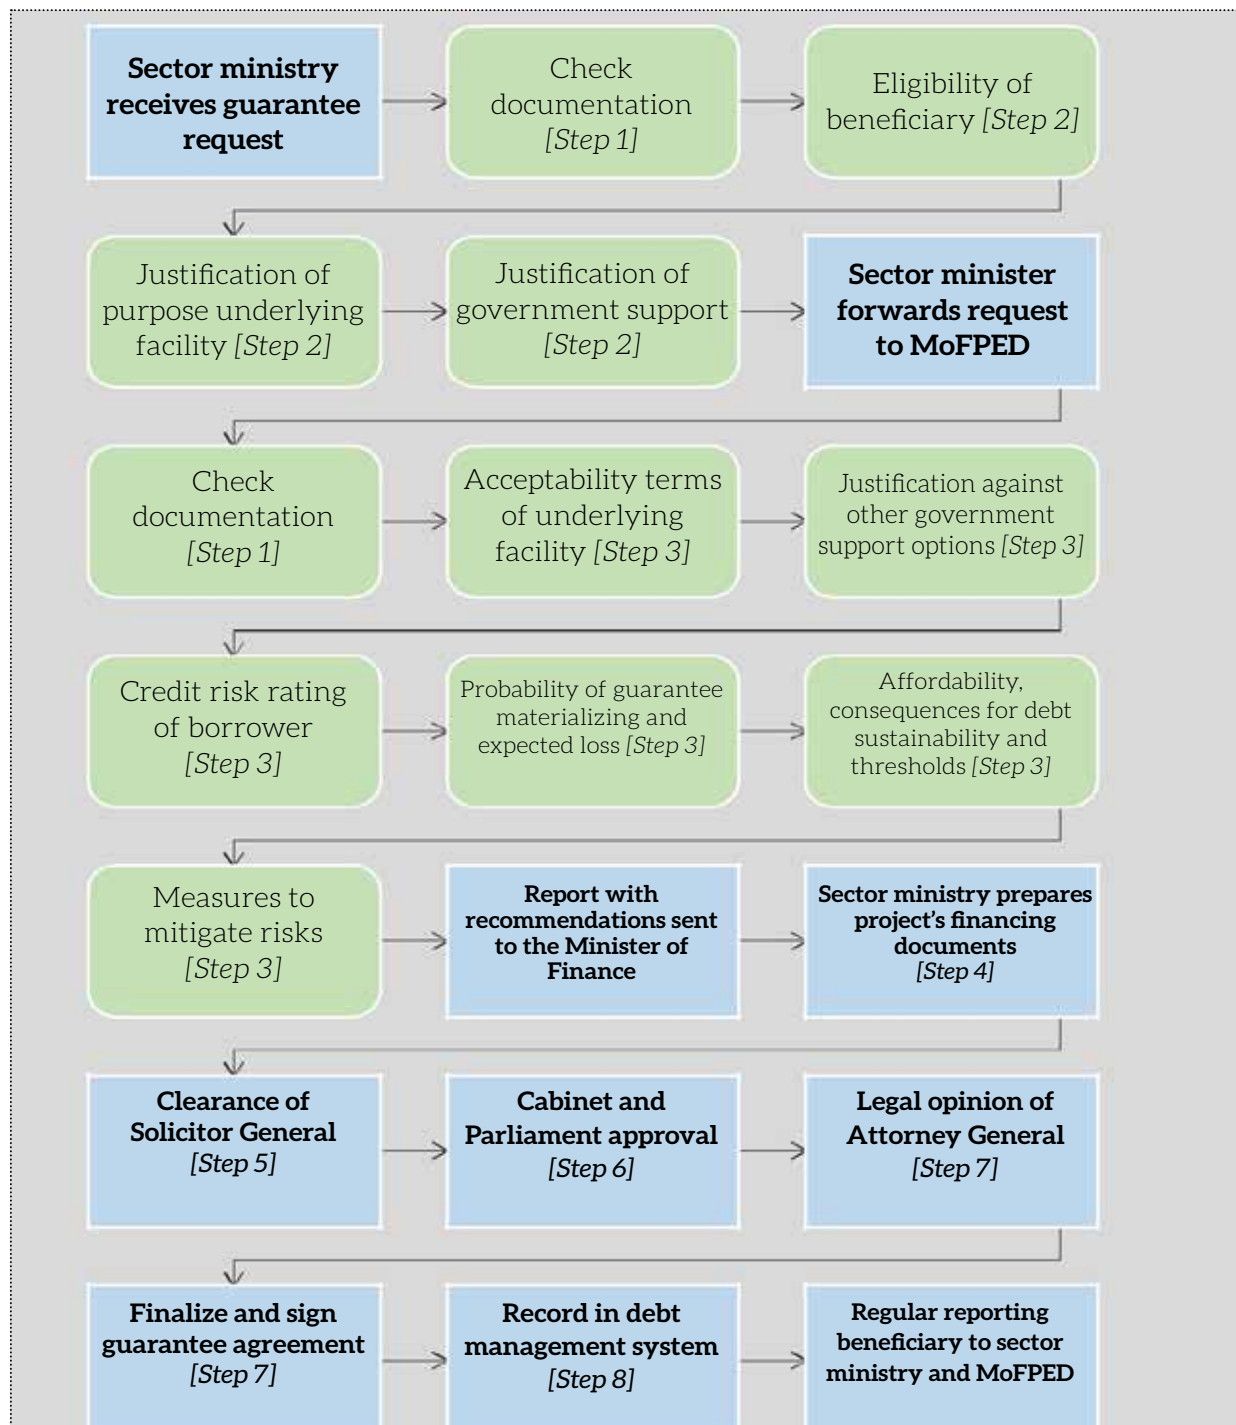 Sector ministry
receives guarantee
request
Check
documentation
[Step 1]
Eligibility of
beneficiary [Step 2]
Justification of
purpose underlying
facility [Step 2]
Justification of
government support
[Step 2]
Sector minister
forwards request
to MoFPED
Check
documentation
[Step 1]
Acceptability terms
of underlying
facility [Step 3]
Justification against
other government
support options [Step 3]
Credit risk rating
of borrower
[Step 3]
Probability of guarantee
materializing and
expected loss [Step 3]
Affordability,
consequences for debt
sustainability and
thresholds [Step 3]
Measures to
mitigate risks
[Step 3]
Report with
recommendations sent
to the Minister of
Finance
Sector ministry prepares
project’s financing
documents
[Step 4]
Clearance of
Solicitor General
[Step 5]
Cabinet and
Parliament approval
[Step 6]
Legal opinion of
Attorney General
[Step 7]
Finalize and sign
guarantee agreement
[Step 7]
Record in debt
management system
[Step 8]
Regular reporting
beneficiary to sector
ministry and MoFPED